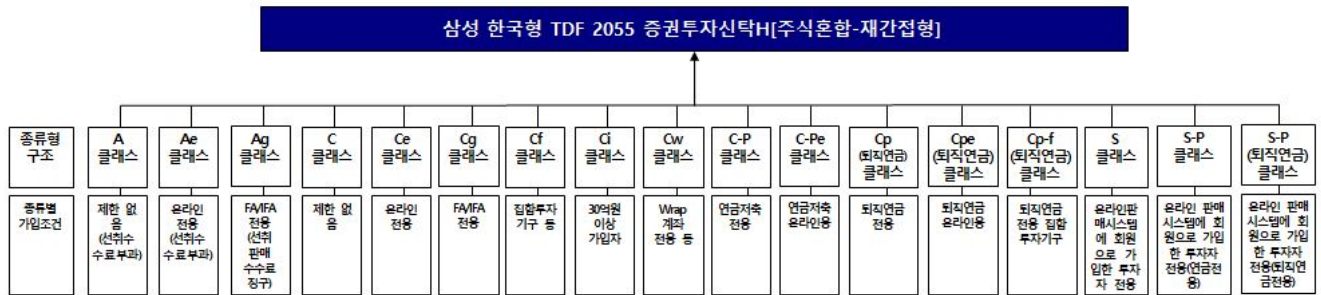 삼성 한국형 TDF 2055 증권투자신탁H[주식혼합-재간접형]
종류형
구조
A
클래스
Ae
클래스
Ag
클래스
C
클래스
Ce
클래스
Cg
클래스
Cf
클래스
Ci
클래스
Cw
클래스
C-P
클래스
C-Pe
클래스
Cp
(퇴직연금)
클래스
Cpe
(퇴직연금)
클래스
Cp-f
(퇴직연금)
클래스
S
클래스
S-P
클래스
S-P
(퇴직연금)
클래스
종류별
가입조건
제한 없
음
(선취수
수료부과)
온라인
전용
(선취수
수료부과)
FA/IFA
전용
(선취
판매
수수료
징구)
제한 없
음
온라인
전용
FA/IFA
전용
집합투자
기구 등
30억원
이상
가입자
Wrap
계좌
전용 등
연금저축
전용
연금저축
온라인용
퇴직연금
전용
퇴직연금
온라인용
퇴직연금
전용 집합
투자기구
온라인판
매시스템
에 회원
으로 가
입한 투자
자 전용
온라인 판매
시스템에 회
원으로 가입
한 투자자
전용(연금전
용)
온라인 판매
시스템에 회
원으로 가입
한 투자자
전용(퇴직연
금전용)